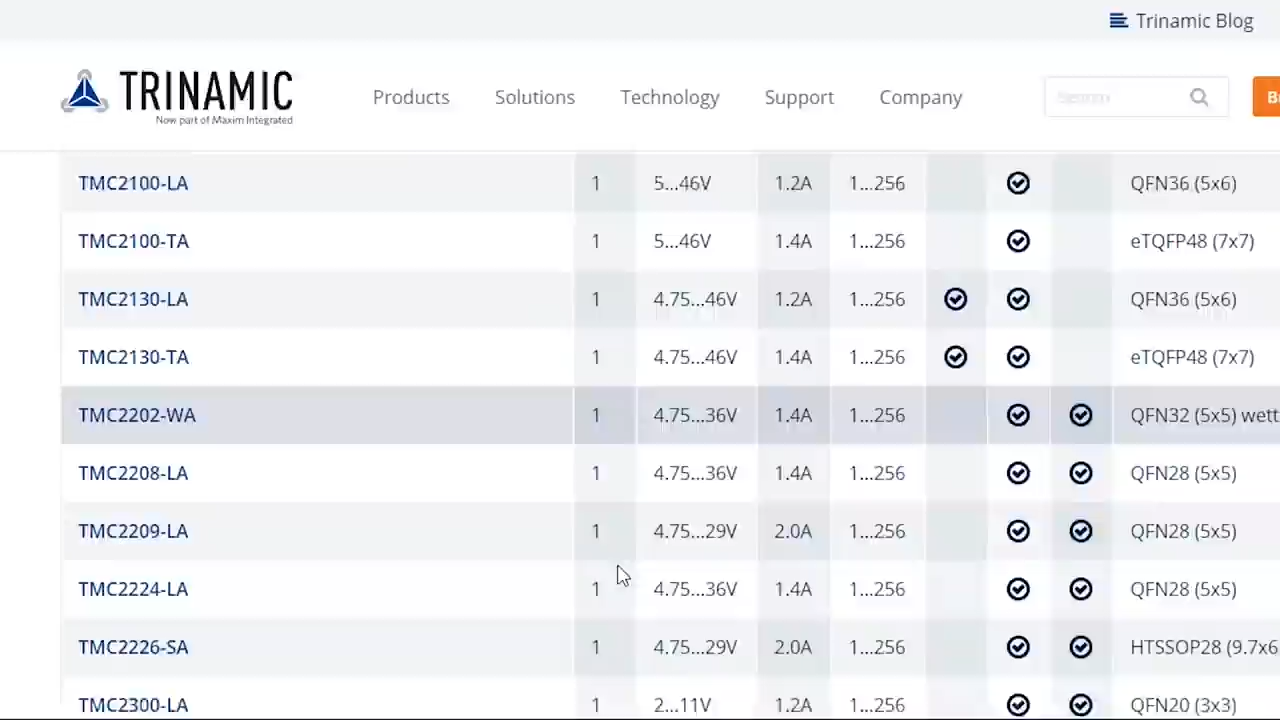 Trinamic Blog
TRINAMIC
Now part of Maxim Integrated
Products Solutions Technology Support Company Search
TMC2100-LA 1 5...46V 1.2A 1...256 QFN36 (5x6)
TMC2100-TA 1 5...46V 1.4A 1...256 eTQFP48 (7x7)
TMC2130-LA 1 4.75...46V 1.2A 1...256 QFN36 (5x6)
TMC2130-TA 1 4.75...46V 1.4A 1...256 eTQFP48 (7x7)
TMC2202-WA 1 4.75...36V 1.4A 1...256 QFN32 (5x5) wett
TMC2208-LA 1 4.75...36V 1.4A 1...256 QFN28 (5x5)
TMC2209-LA 1 4.75...29V 2.0A 1...256 QFN28 (5x5)
TMC2224-LA 1 4.75...36V 1.4A 1...256 QFN28 (5x5)
TMC2226-SA 1 4.75...29V 2.0A 1...256 HTSSOP28 (9.7x6
TMC2300-LA 1 2...11V 1.2A 1...256 QFN20 (3x3)